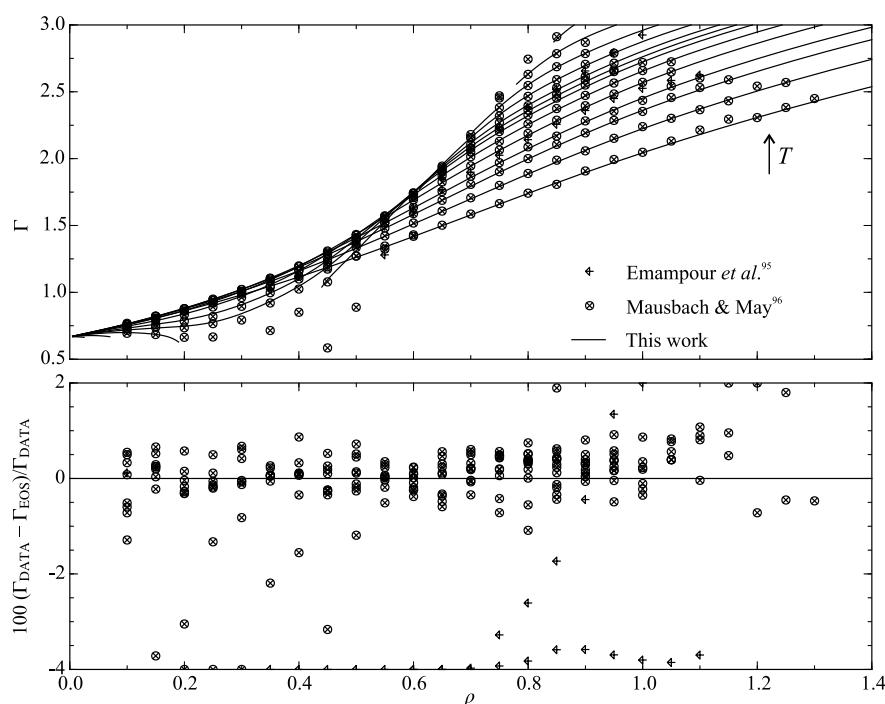 3.0
2.5
2.0
1.5
1.0
0.5
Γ
T
Emampour et al.95
Mausbach & May96
This work
2
0
-2
-4
100 (ΓDATA – ΓEOS)/ΓDATA
0.0 0.2 0.4 0.6 0.8 1.0 1.2 1.4
ρ